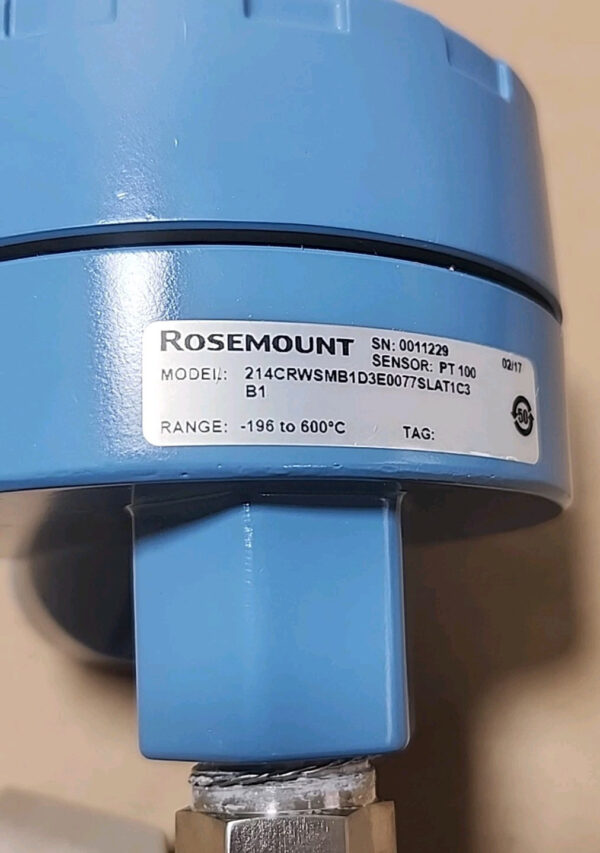 ROSEMOUNT
SN: 0011229
02/17
SENSOR: PT 100
MODEL: 214CRWSMB1D3E0077SLAT1C3
B1
RANGE: -196 to 600°C
TAG:
50